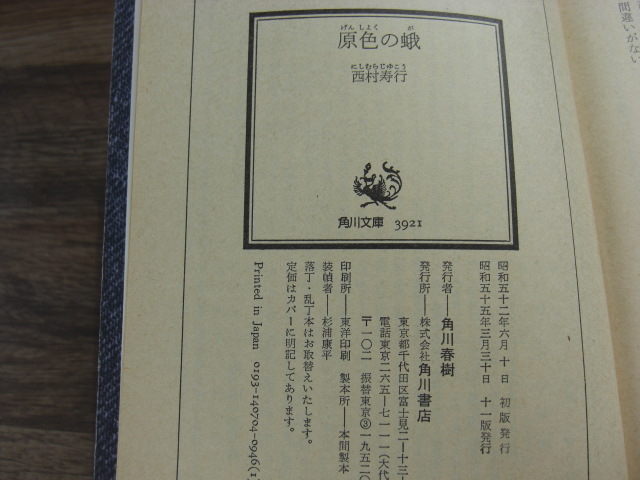 げんしょく が
原色の蛾
にしむらじゅこう
西村寿行
角川文庫 3921
昭和五十二年六月十日 初版発行
昭和五十五年三月三十日 十一版発行
発行者――角川春樹
発行所――株式会社角川書店
東京都千代田区富士見二―十三―
電話東京二六五―七一一一(大代
〒一〇二 振替東京③一九五二〇
印刷所――東洋印刷 製本所――本間製本
装幀者――杉浦康平
落丁・乱丁本はお取替えいたします。
定価はカバーに明記してあります。
Printed in Japan 0193-140704-0946(1
間違いがない